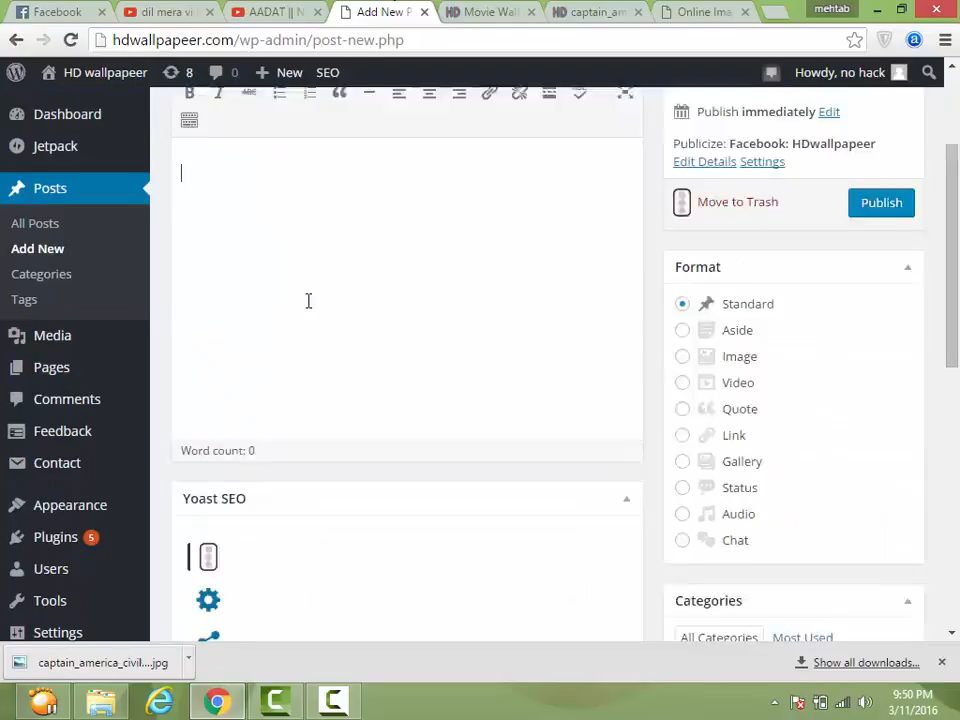 Facebook
dil mera vi
AADAT || N
Add New P
HD Movie Wall
HD captain_am
Online Ima
mehtab
hdwallpapeer.com/wp-admin/post-new.php
HD wallpapeer
8
0
New
SEO
Howdy, no hack
Dashboard
Jetpack
Posts
All Posts
Add New
Categories
Tags
Media
Pages
Comments
Feedback
Contact
Appearance
Plugins 5
Users
Tools
Settings
B I ABC
Word count: 0
Yoast SEO
Publish immediately Edit
Publicize: Facebook: HDwallpapeer
Edit Details Settings
Move to Trash
Publish
Format
Standard
Aside
Image
Video
Quote
Link
Gallery
Status
Audio
Chat
Categories
All Categories Most Used
captain_america_civil....jpg
Show all downloads...
9:50 PM
3/11/2016